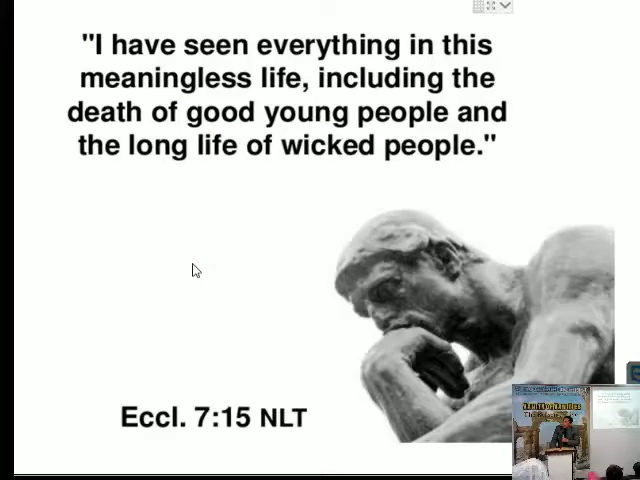 "I have seen everything in this
meaningless life, including the
death of good young people and
the long life of wicked people."
Eccl. 7:15 NLT